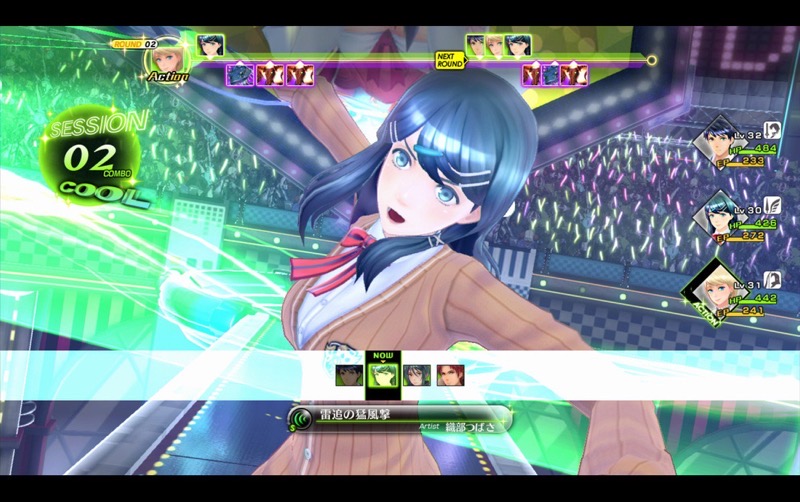 ROUND 02
Action
NEXT
ROUND
SESSION
02
COMBO
COOL
Lv 32
HP 484
EP 233
Lv 30
HP 426
EP 272
Lv 31
HP 442
EP 241
ACTION
NOW
雷追の猛風撃
Artist 織部つばさ